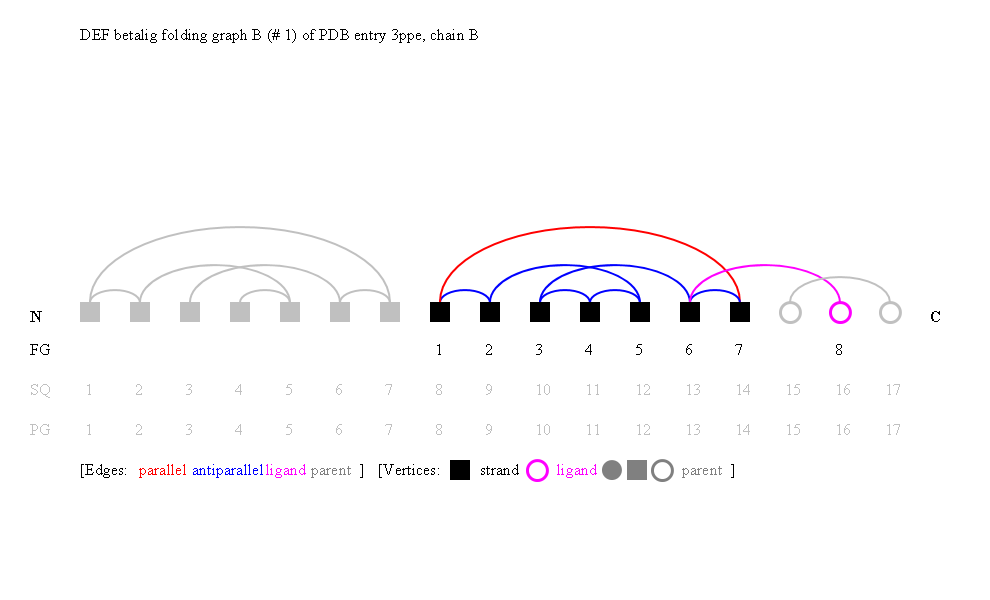 DEF betalig folding graph B (# 1) of PDB entry 3ppe, chain B
N C
FG 1 2 3 4 5 6 7 8
SQ 1 2 3 4 5 6 7 8 9 10 11 12 13 14 15 16 17
PG 1 2 3 4 5 6 7 8 9 10 11 12 13 14 15 16 17
[Edges: parallel antiparallel ligand parent ] [Vertices: strand ligand parent ]